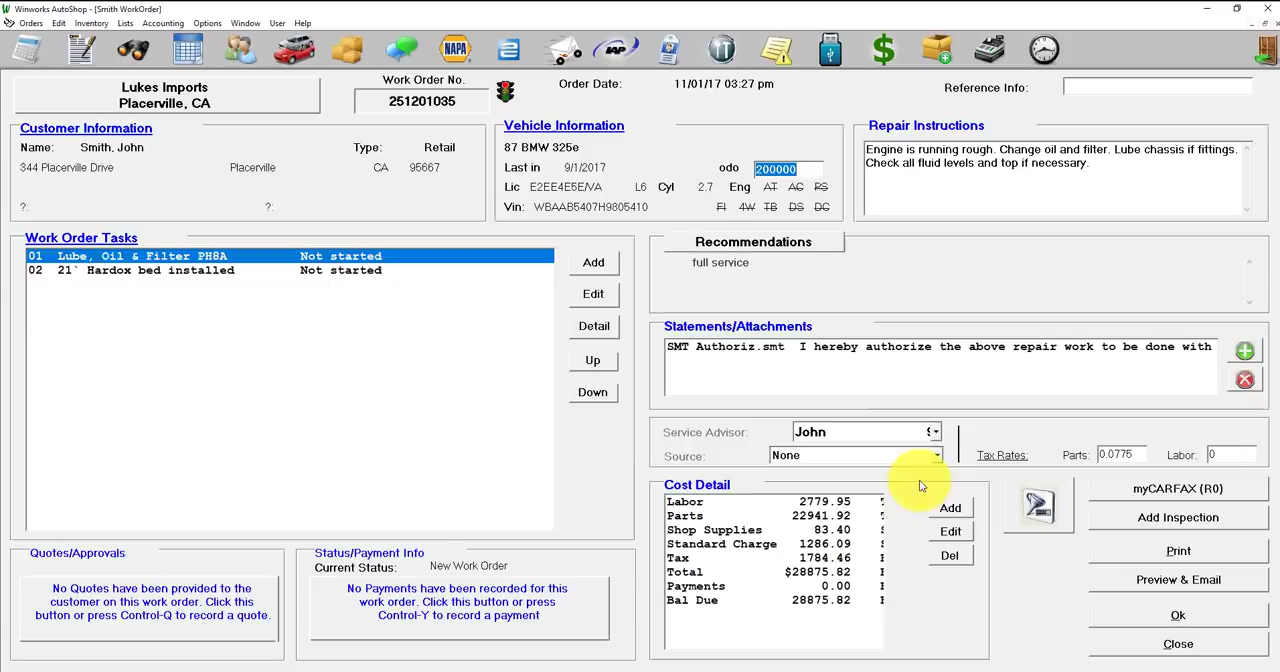 Winworks AutoShop - [Smith WorkOrder]
Orders Edit Inventory Lists Accounting Options Window User Help
NAPA IAP
Lukes Imports
Placerville, CA
Work Order No.
251201035
Order Date: 11/01/17 03:27 pm
Reference Info:
Customer Information
Name: Smith, John Type: Retail
344 Placerville Drive Placerville CA 95667
?: ?:
Vehicle Information
87 BMW 325e
Last in 9/1/2017 odo 200000
Lic E2EE4E5E/VA L6 Cyl 2.7 Eng AT AC PS
Vin: WBAAB5407H9805410 FI 4W TB DS DC
Repair Instructions
Engine is running rough. Change oil and filter. Lube chassis if fittings.
Check all fluid levels and top if necessary.
Work Order Tasks
01 Lube, Oil & Filter PH8A Not started
02 21` Hardox bed installed Not started
Add
Edit
Detail
Up
Down
Recommendations
full service
Statements/Attachments
SMT Authoriz.smt I hereby authorize the above repair work to be done with
Service Advisor: John
Source: None
Tax Rates: Parts: 0.0775 Labor: 0
Cost Detail
Labor 2779.95
Parts 22941.92
Shop Supplies 83.40
Standard Charge 1286.09
Tax 1784.46
Total $28875.82
Payments 0.00
Bal Due 28875.82
Add
Edit
Del
myCARFAX (R0)
Add Inspection
Print
Preview & Email
Ok
Close
Quotes/Approvals
No Quotes have been provided to the
customer on this work order. Click this
button or press Control-Q to record a quote.
Status/Payment Info
Current Status: New Work Order
No Payments have been recorded for this
work order. Click this button or press
Control-Y to record a payment